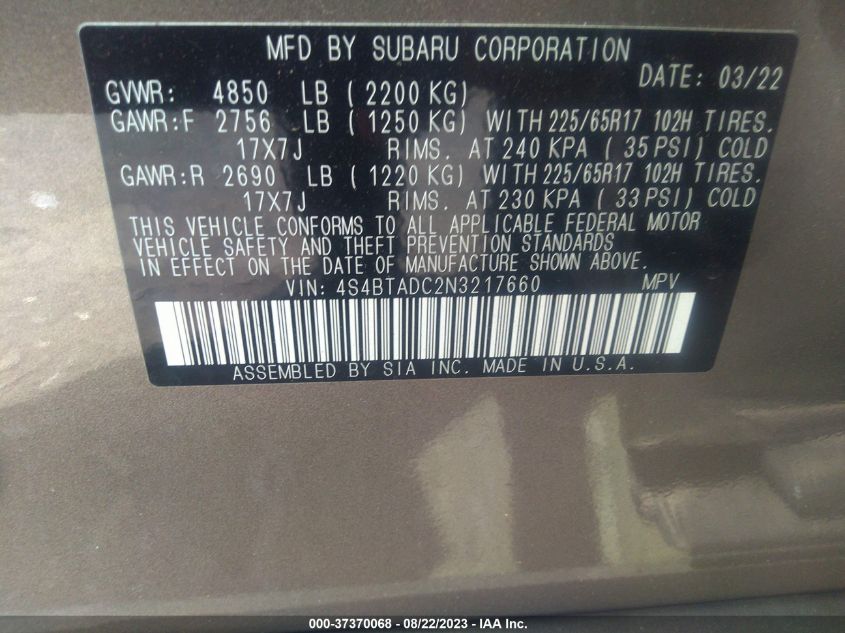 MFD BY SUBARU CORPORATION
DATE: 03/22
GVWR: 4850 LB ( 2200 KG)
GAWR:F 2756 LB ( 1250 KG) WITH 225/65R17 102H TIRES.
17X7J RIMS. AT 240 KPA ( 35 PSI) COLD
GAWR:R 2690 LB ( 1220 KG) WITH 225/65R17 102H TIRES.
17X7J RIMS. AT 230 KPA ( 33 PSI) COLD
THIS VEHICLE CONFORMS TO ALL APPLICABLE FEDERAL MOTOR
VEHICLE SAFETY AND THEFT PREVENTION STANDARDS
IN EFFECT ON THE DATE OF MANUFACTURE SHOWN ABOVE.
VIN: 4S4BTADC2N3217660 MPV
ASSEMBLED BY SIA INC. MADE IN U.S.A.
000-37370068 - 08/22/2023 - IAA Inc.